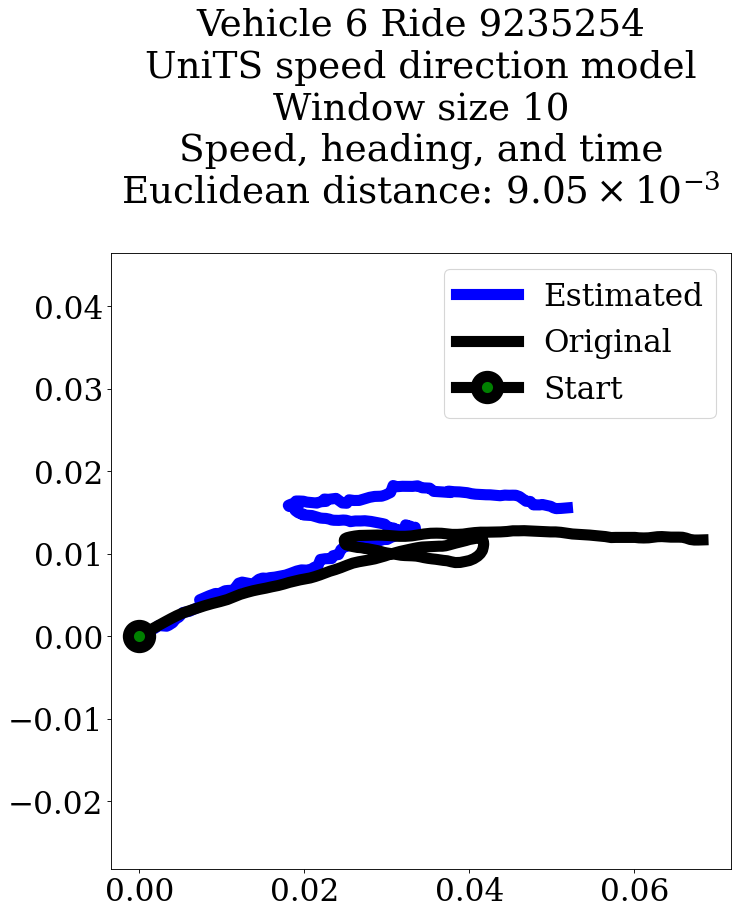 Vehicle 6 Ride 9235254
UniTS speed direction model
Window size 10
Speed, heading, and time
Euclidean distance: 9.05 × 10⁻³
Estimated
Original
Start
0.04
0.03
0.02
0.01
0.00
−0.01
−0.02
0.00 0.02 0.04 0.06